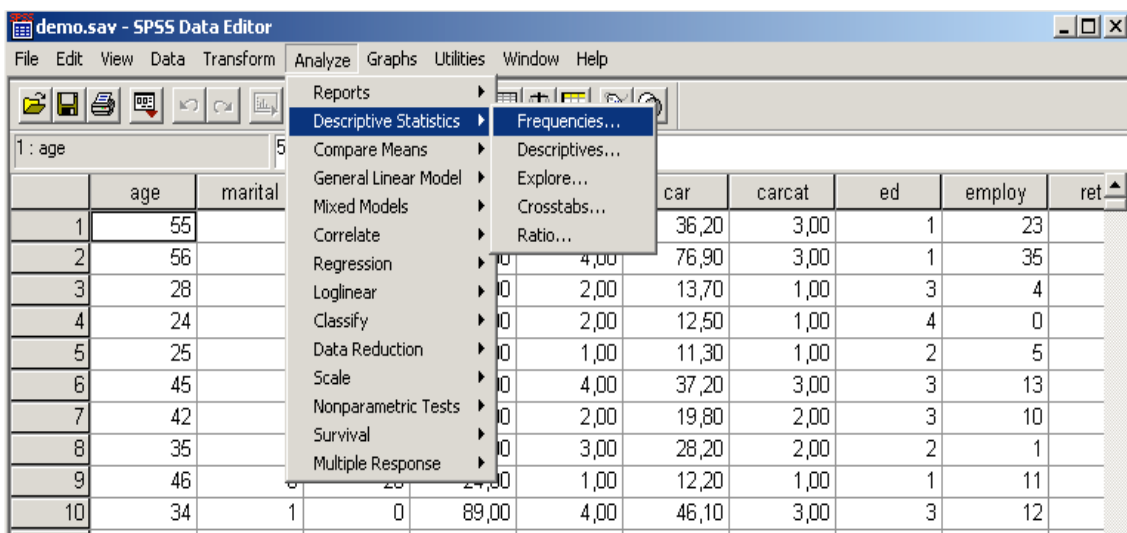 demo.sav - SPSS Data Editor
File Edit View Data Transform Analyze Graphs Utilities Window Help
Reports
Descriptive Statistics Frequencies...
1 : age 5 Compare Means Descriptives...
age marital General Linear Model Explore... car carcat ed employ ret
Mixed Models Crosstabs...
1 55 Correlate Ratio... 36,20 3,00 1 23
2 56 Regression 4,00 76,90 3,00 1 35
3 28 Loglinear 2,00 13,70 1,00 3 4
4 24 Classify 2,00 12,50 1,00 4 0
5 25 Data Reduction 1,00 11,30 1,00 2 5
6 45 Scale 4,00 37,20 3,00 3 13
7 42 Nonparametric Tests 2,00 19,80 2,00 3 10
8 35 Survival 3,00 28,20 2,00 2 1
Multiple Response
9 46 24,00 1,00 12,20 1,00 1 11
10 34 1 0 89,00 4,00 46,10 3,00 3 12